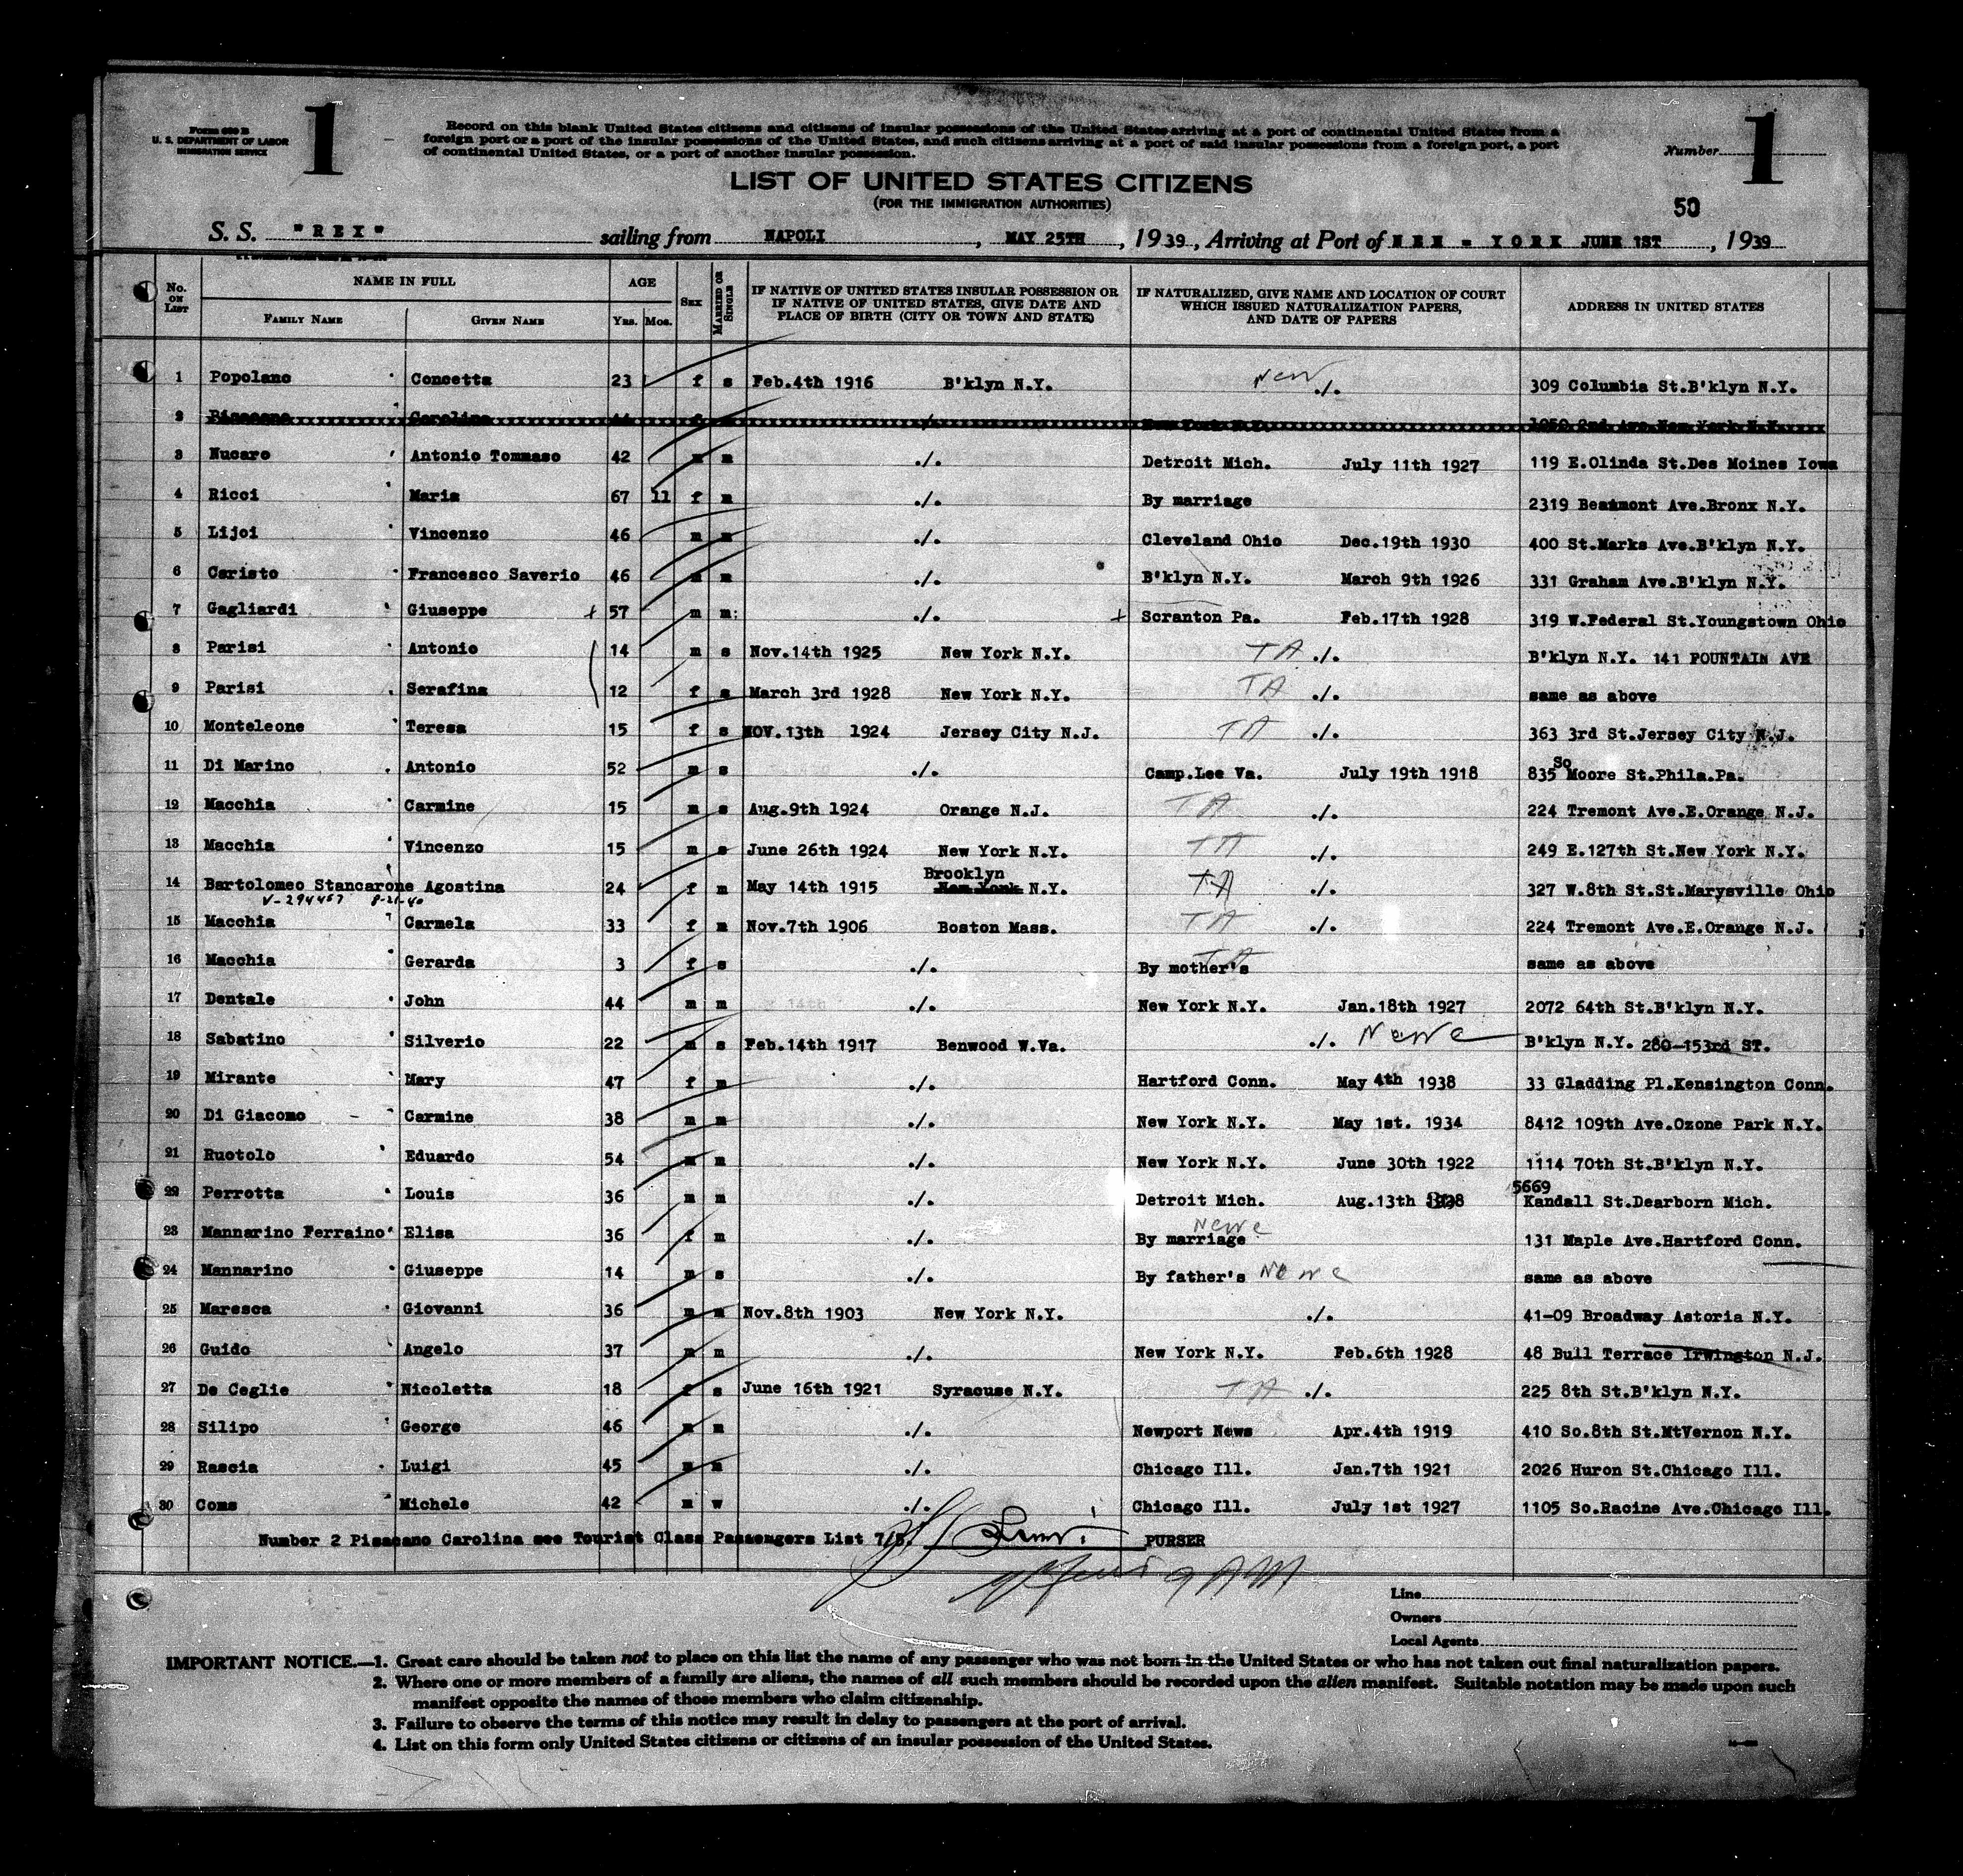 Form 630 B
U. S. DEPARTMENT OF LABOR
IMMIGRATION SERVICE
1
Record on this blank United States citizens and citizens of insular possessions of the United States arriving at a port of continental United States from a
foreign port or a port of the insular possessions of the United States, and such citizens arriving at a port of said insular possessions from a foreign port, a port
of continental United States, or a port of another insular possession.
Number 1
LIST OF UNITED STATES CITIZENS
(FOR THE IMMIGRATION AUTHORITIES)
50
S. S. "REX" sailing from NAPOLI, MAY 25TH, 1939, Arriving at Port of NEW - YORK JUNE 1ST, 1939
No. ON LIST NAME IN FULL FAMILY NAME GIVEN NAME AGE YRS. MOS. SEX MARRIED OR SINGLE IF NATIVE OF UNITED STATES INSULAR POSSESSION OR IF NATIVE OF UNITED STATES, GIVE DATE AND PLACE OF BIRTH (CITY OR TOWN AND STATE) IF NATURALIZED, GIVE NAME AND LOCATION OF COURT WHICH ISSUED NATURALIZATION PAPERS, AND DATE OF PAPERS ADDRESS IN UNITED STATES
1 Popolano Concetta 23 f s Feb.4th 1916 B'klyn N.Y. New ./. 309 Columbia St.B'klyn N.Y.
2 Pisacano Carolina 44 f New York N.Y. 1050 2nd Ave.New York N.Y.
3 Nucaro Antonio Tommaso 42 m m ./. Detroit Mich. July 11th 1927 119 E.Olinda St.Des Moines Iowa
4 Ricci Maria 67 11 f m ./. By marriage 2319 Beaumont Ave.Bronx N.Y.
5 Lijoi Vincenzo 46 m m ./. Cleveland Ohio Dec.19th 1930 400 St.Marks Ave.B'klyn N.Y.
6 Caristo Francesco Saverio 46 m m ./. B'klyn N.Y. March 9th 1926 331 Graham Ave.B'klyn N.Y.
7 Gagliardi Giuseppe + 57 m m ./. + Scranton Pa. Feb.17th 1928 319 W.Federal St.Youngstown Ohio
8 Parisi Antonio 14 m s Nov.14th 1925 New York N.Y. TA ./. B'klyn N.Y. 141 FOUNTAIN AVE
9 Parisi Serafina 12 f s March 3rd 1928 New York N.Y. TA ./. same as above
10 Monteleone Teresa 15 f s NOV.13th 1924 Jersey City N.J. TA ./. 363 3rd St.Jersey City N.J.
11 Di Marino Antonio 52 m s ./. Camp.Lee Va. July 19th 1918 835 So Moore St.Phila.Pa.
12 Macchia Carmine 15 m s Aug.9th 1924 Orange N.J. TA ./. 224 Tremont Ave.E.Orange N.J.
13 Macchia Vincenzo 15 m s June 26th 1924 New York N.Y. TA ./. 249 E.127th St.New York N.Y.
14 Bartolomeo Stancarone Agostina 24 f m May 14th 1915 Brooklyn New York N.Y. TA ./. 327 W.8th St.St.Marysville Ohio
V-294457 8-21-40
15 Macchia Carmela 33 f m Nov.7th 1906 Boston Mass. TA ./. 224 Tremont Ave.E.Orange N.J.
16 Macchia Gerarda 3 f s ./. By mother's TA same as above
17 Dentale John 44 m m ./. New York N.Y. Jan.18th 1927 2072 64th St.B'klyn N.Y.
18 Sabatino Silverio 22 m s Feb.14th 1917 Benwood W.Va. ./. B'klyn N.Y. 280-153rd ST.
19 Mirante Mary 47 f m ./. Hartford Conn. May 4th 1938 33 Gladding Pl.Kensington Conn.
20 Di Giacomo Carmine 38 m m ./. New York N.Y. May 1st. 1934 8412 109th Ave.Ozone Park N.Y.
21 Ruotolo Eduardo 54 m m ./. New York N.Y. June 30th 1922 1114 70th St.B'klyn N.Y.
22 Perrotta Louis 36 m m ./. Detroit Mich. Aug.13th 1928 5669 Kandall St.Dearborn Mich.
23 Mannarino Ferraino Elisa 36 f m ./. By marriage 131 Maple Ave.Hartford Conn.
24 Mannarino Giuseppe 14 m s ./. By father's same as above
25 Maresca Giovanni 36 m m Nov.8th 1903 New York N.Y. ./. 41-09 Broadway Astoria N.Y.
26 Guido Angelo 37 m m ./. New York N.Y. Feb.6th 1928 48 Bull Terrace Irwington N.J.
27 De Ceglie Nicoletta 18 f s June 16th 1921 Syracuse N.Y. TA ./. 225 8th St.B'klyn N.Y.
28 Silipo George 46 m m ./. Newport News Apr.4th 1919 410 So.8th St.MtVernon N.Y.
29 Rascia Luigi 45 m m ./. Chicago Ill. Jan.7th 1921 2026 Huron St.Chicago Ill.
30 Coms Michele 42 m w ./. Chicago Ill. July 1st 1927 1105 So.Racine Ave.Chicago Ill.
Number 2 Pisacano Carolina see Tourist Class Passengers List 7/5. PURSER
Line
Owners
Local Agents
IMPORTANT NOTICE.—1. Great care should be taken not to place on this list the name of any passenger who was not born in the United States or who has not taken out final naturalization papers.
2. Where one or more members of a family are aliens, the names of all such members should be recorded upon the alien manifest. Suitable notation may be made upon such
manifest opposite the names of those members who claim citizenship.
3. Failure to observe the terms of this notice may result in delay to passengers at the port of arrival.
4. List on this form only United States citizens or citizens of an insular possession of the United States.